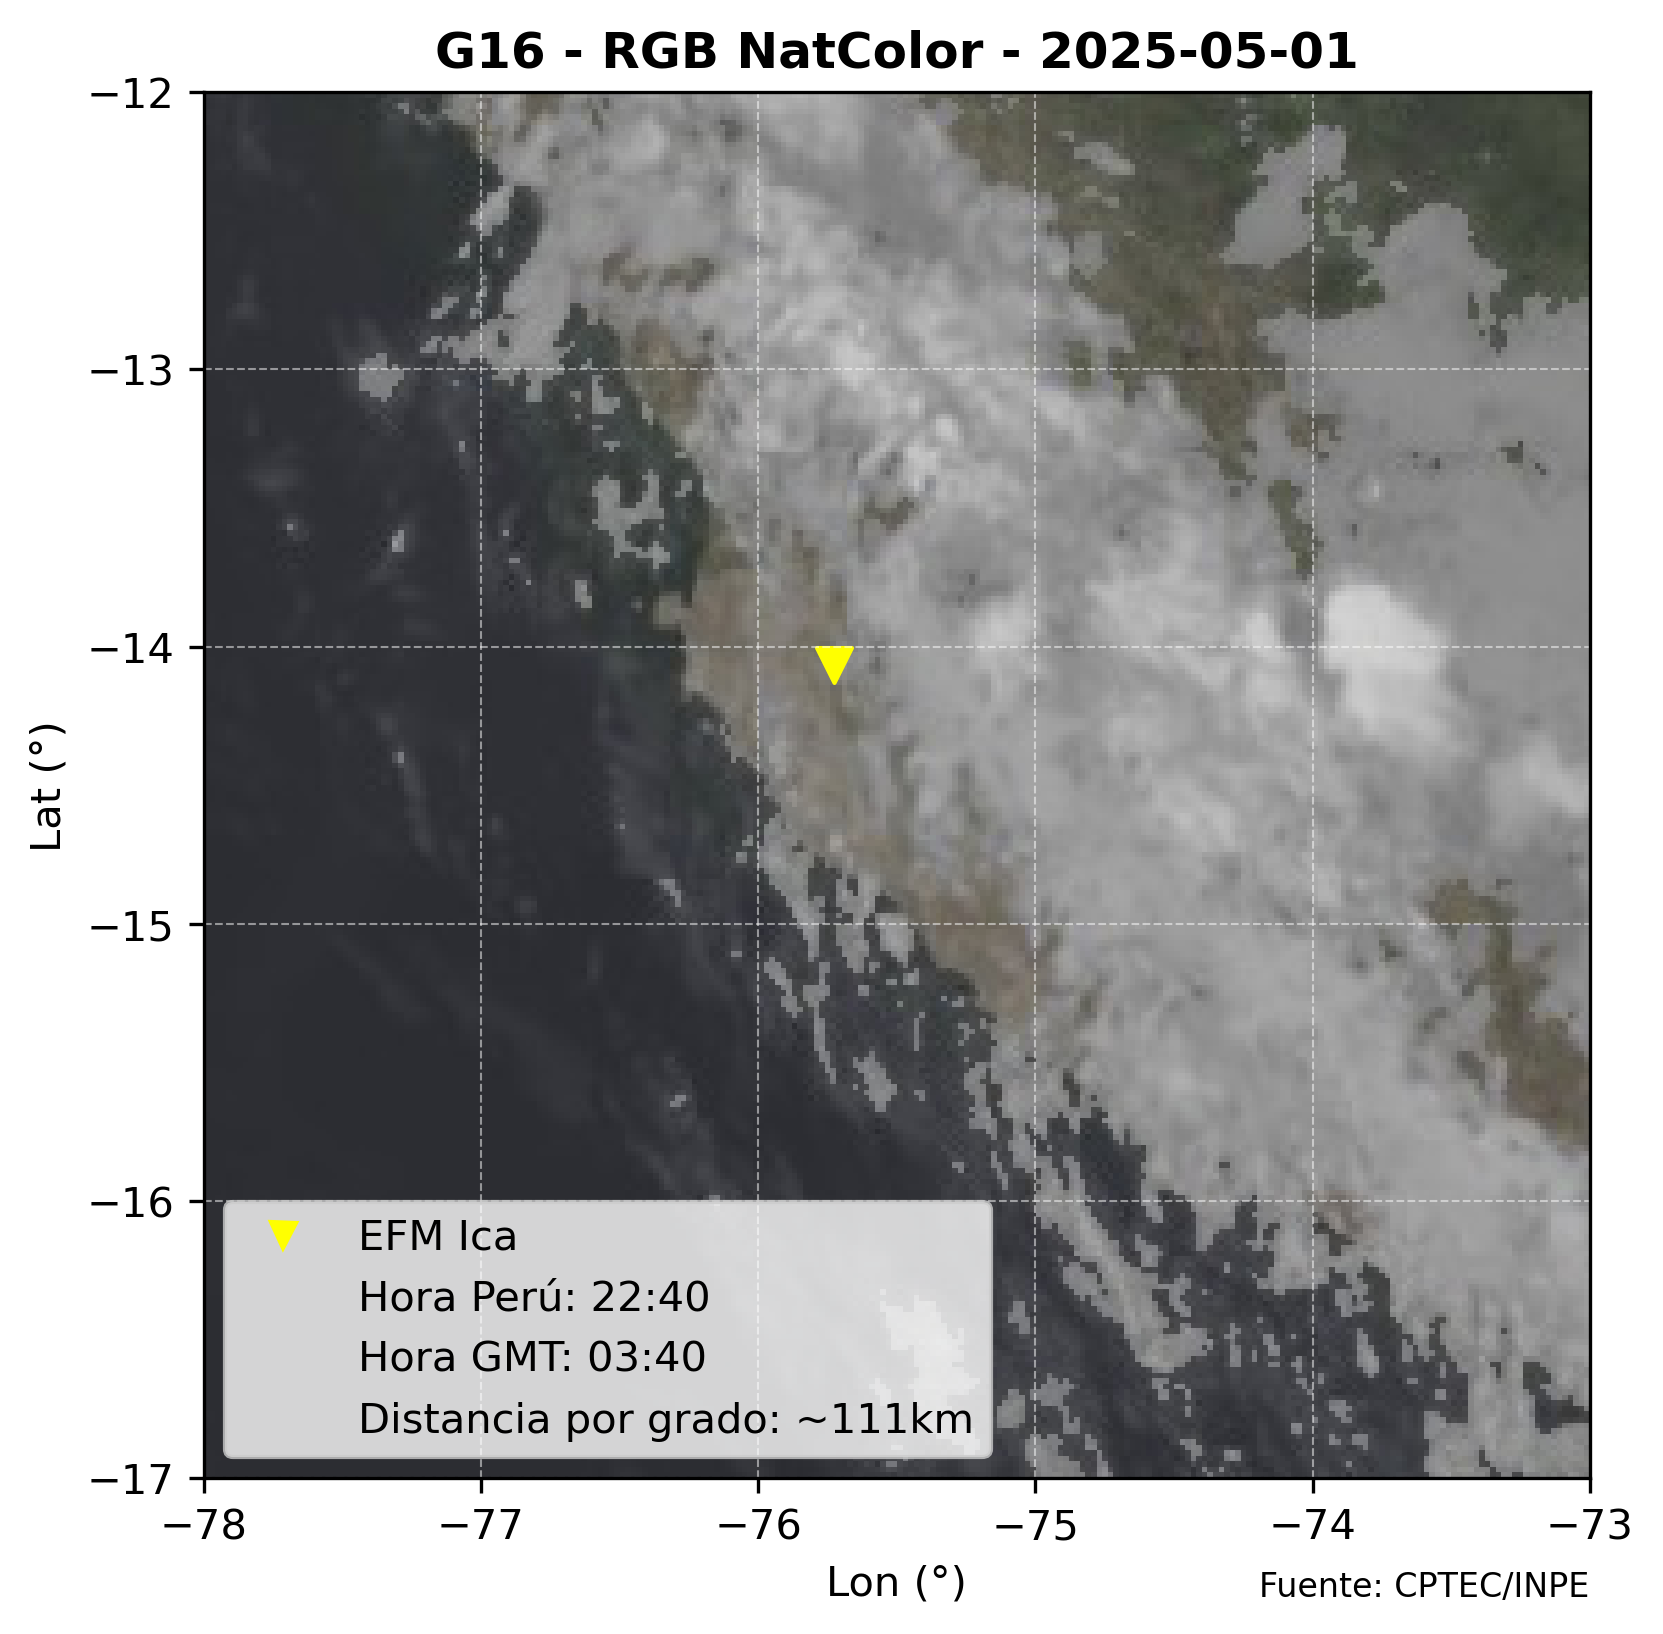 G16 - RGB NatColor - 2025-05-01
−12
−13
−14
−15
−16
−17
Lat (°)
EFM Ica
Hora Perú: 22:40
Hora GMT: 03:40
Distancia por grado: ~111km
−78
−77
−76
−75
−74
−73
Lon (°)
Fuente: CPTEC/INPE